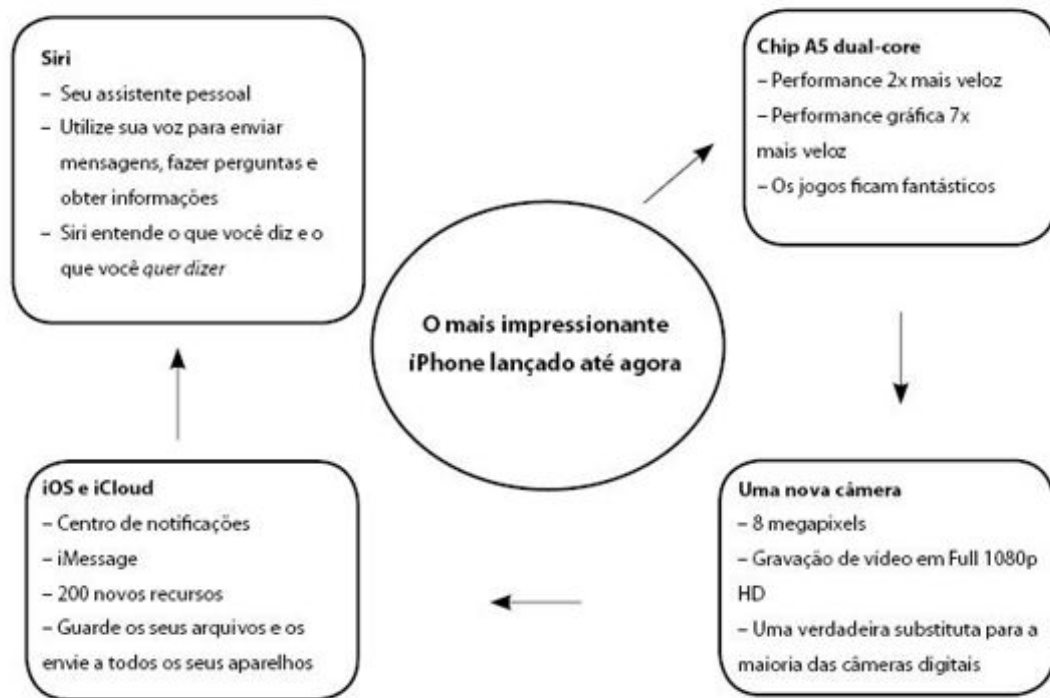 O mais impressionante
iPhone lançado até agora
Chip A5 dual-core
– Performance 2x mais veloz
– Performance gráfica 7x
mais veloz
– Os jogos ficam fantásticos
Uma nova câmera
– 8 megapixels
– Gravação de vídeo em Full 1080p
HD
– Uma verdadeira substituta para a
maioria das câmeras digitais
iOS e iCloud
– Centro de notificações
– iMessage
– 200 novos recursos
– Guarde os seus arquivos e os
envie a todos os seus aparelhos
Siri
– Seu assistente pessoal
– Utilize sua voz para enviar
mensagens, fazer perguntas e
obter informações
– Siri entende o que você diz e o
que você quer dizer